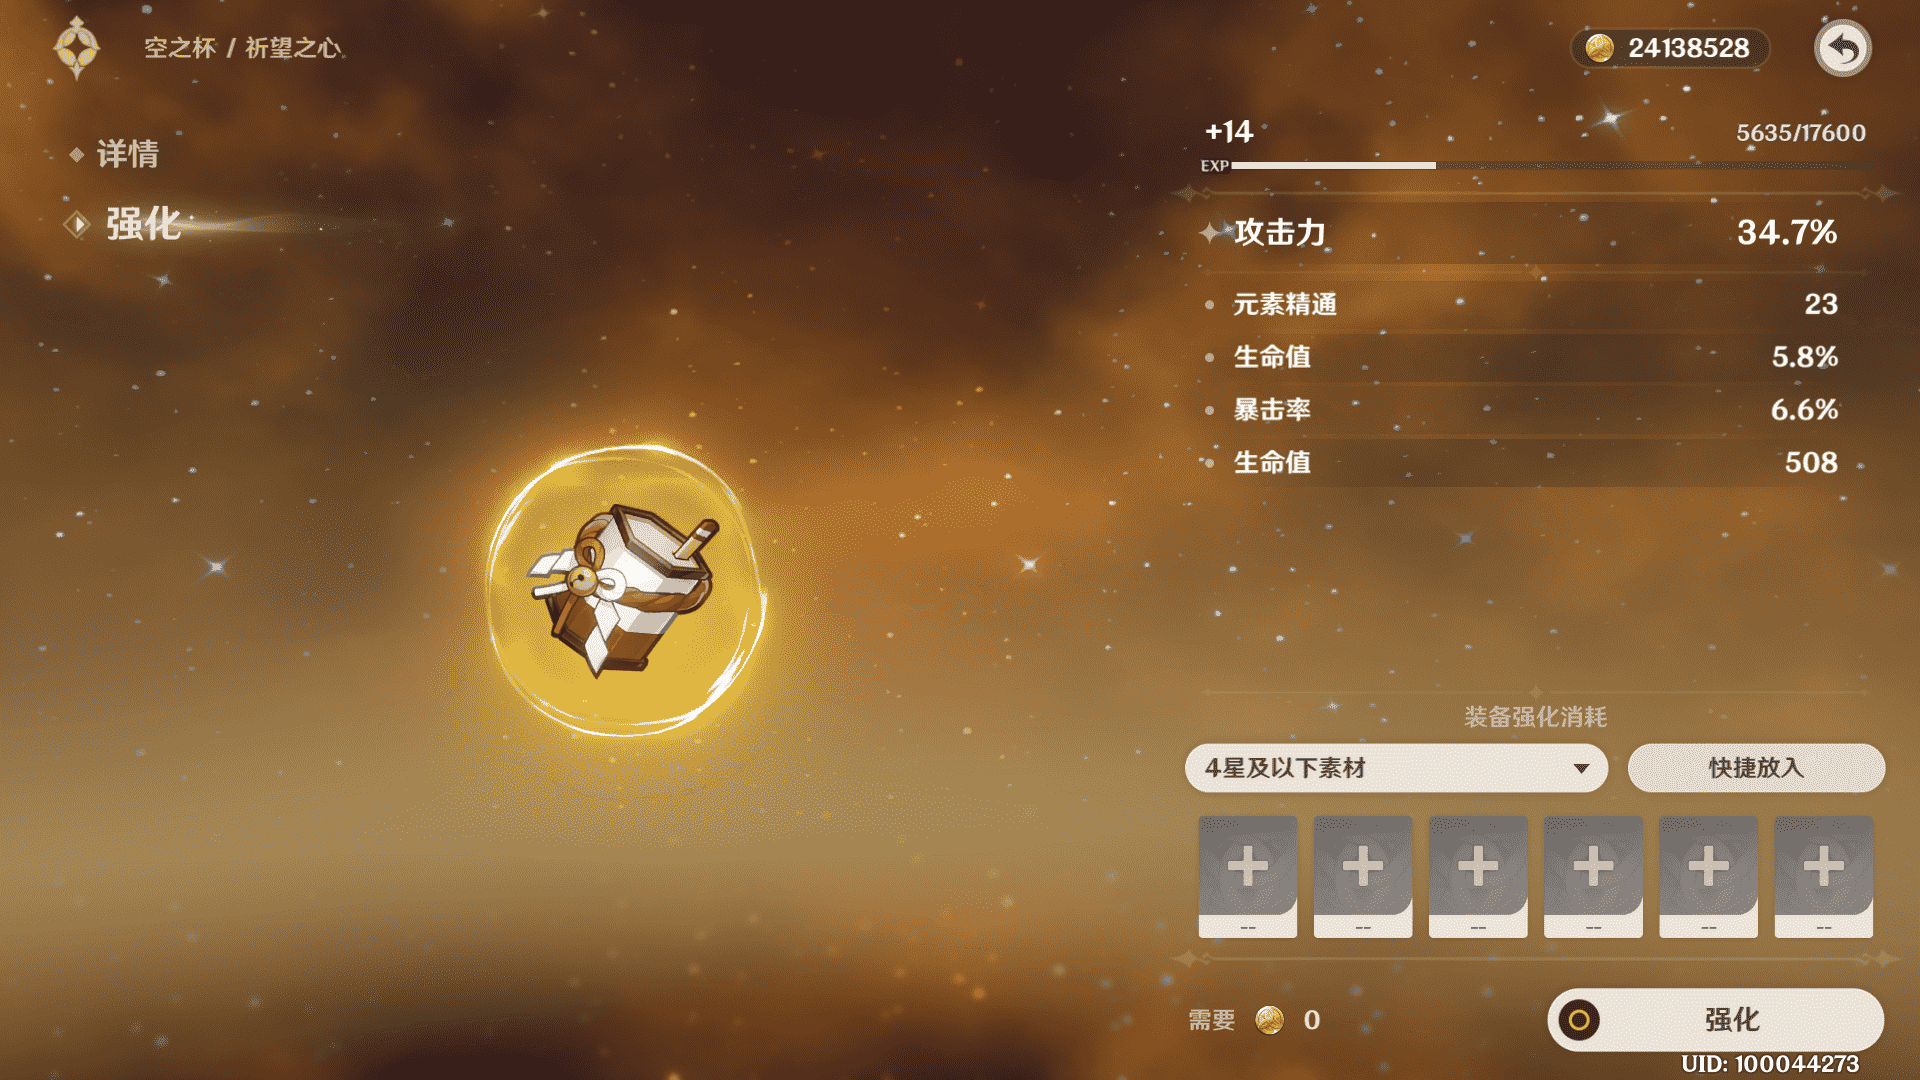 空之杯 / 祈望之心
24138528
详情
强化
+14
5635/17600
EXP
攻击力 34.7%
元素精通 23
生命值 5.8%
暴击率 6.6%
生命值 508
装备强化消耗
4星及以下素材
快捷放入
-- -- -- -- -- --
需要 0
强化
UID: 100044273